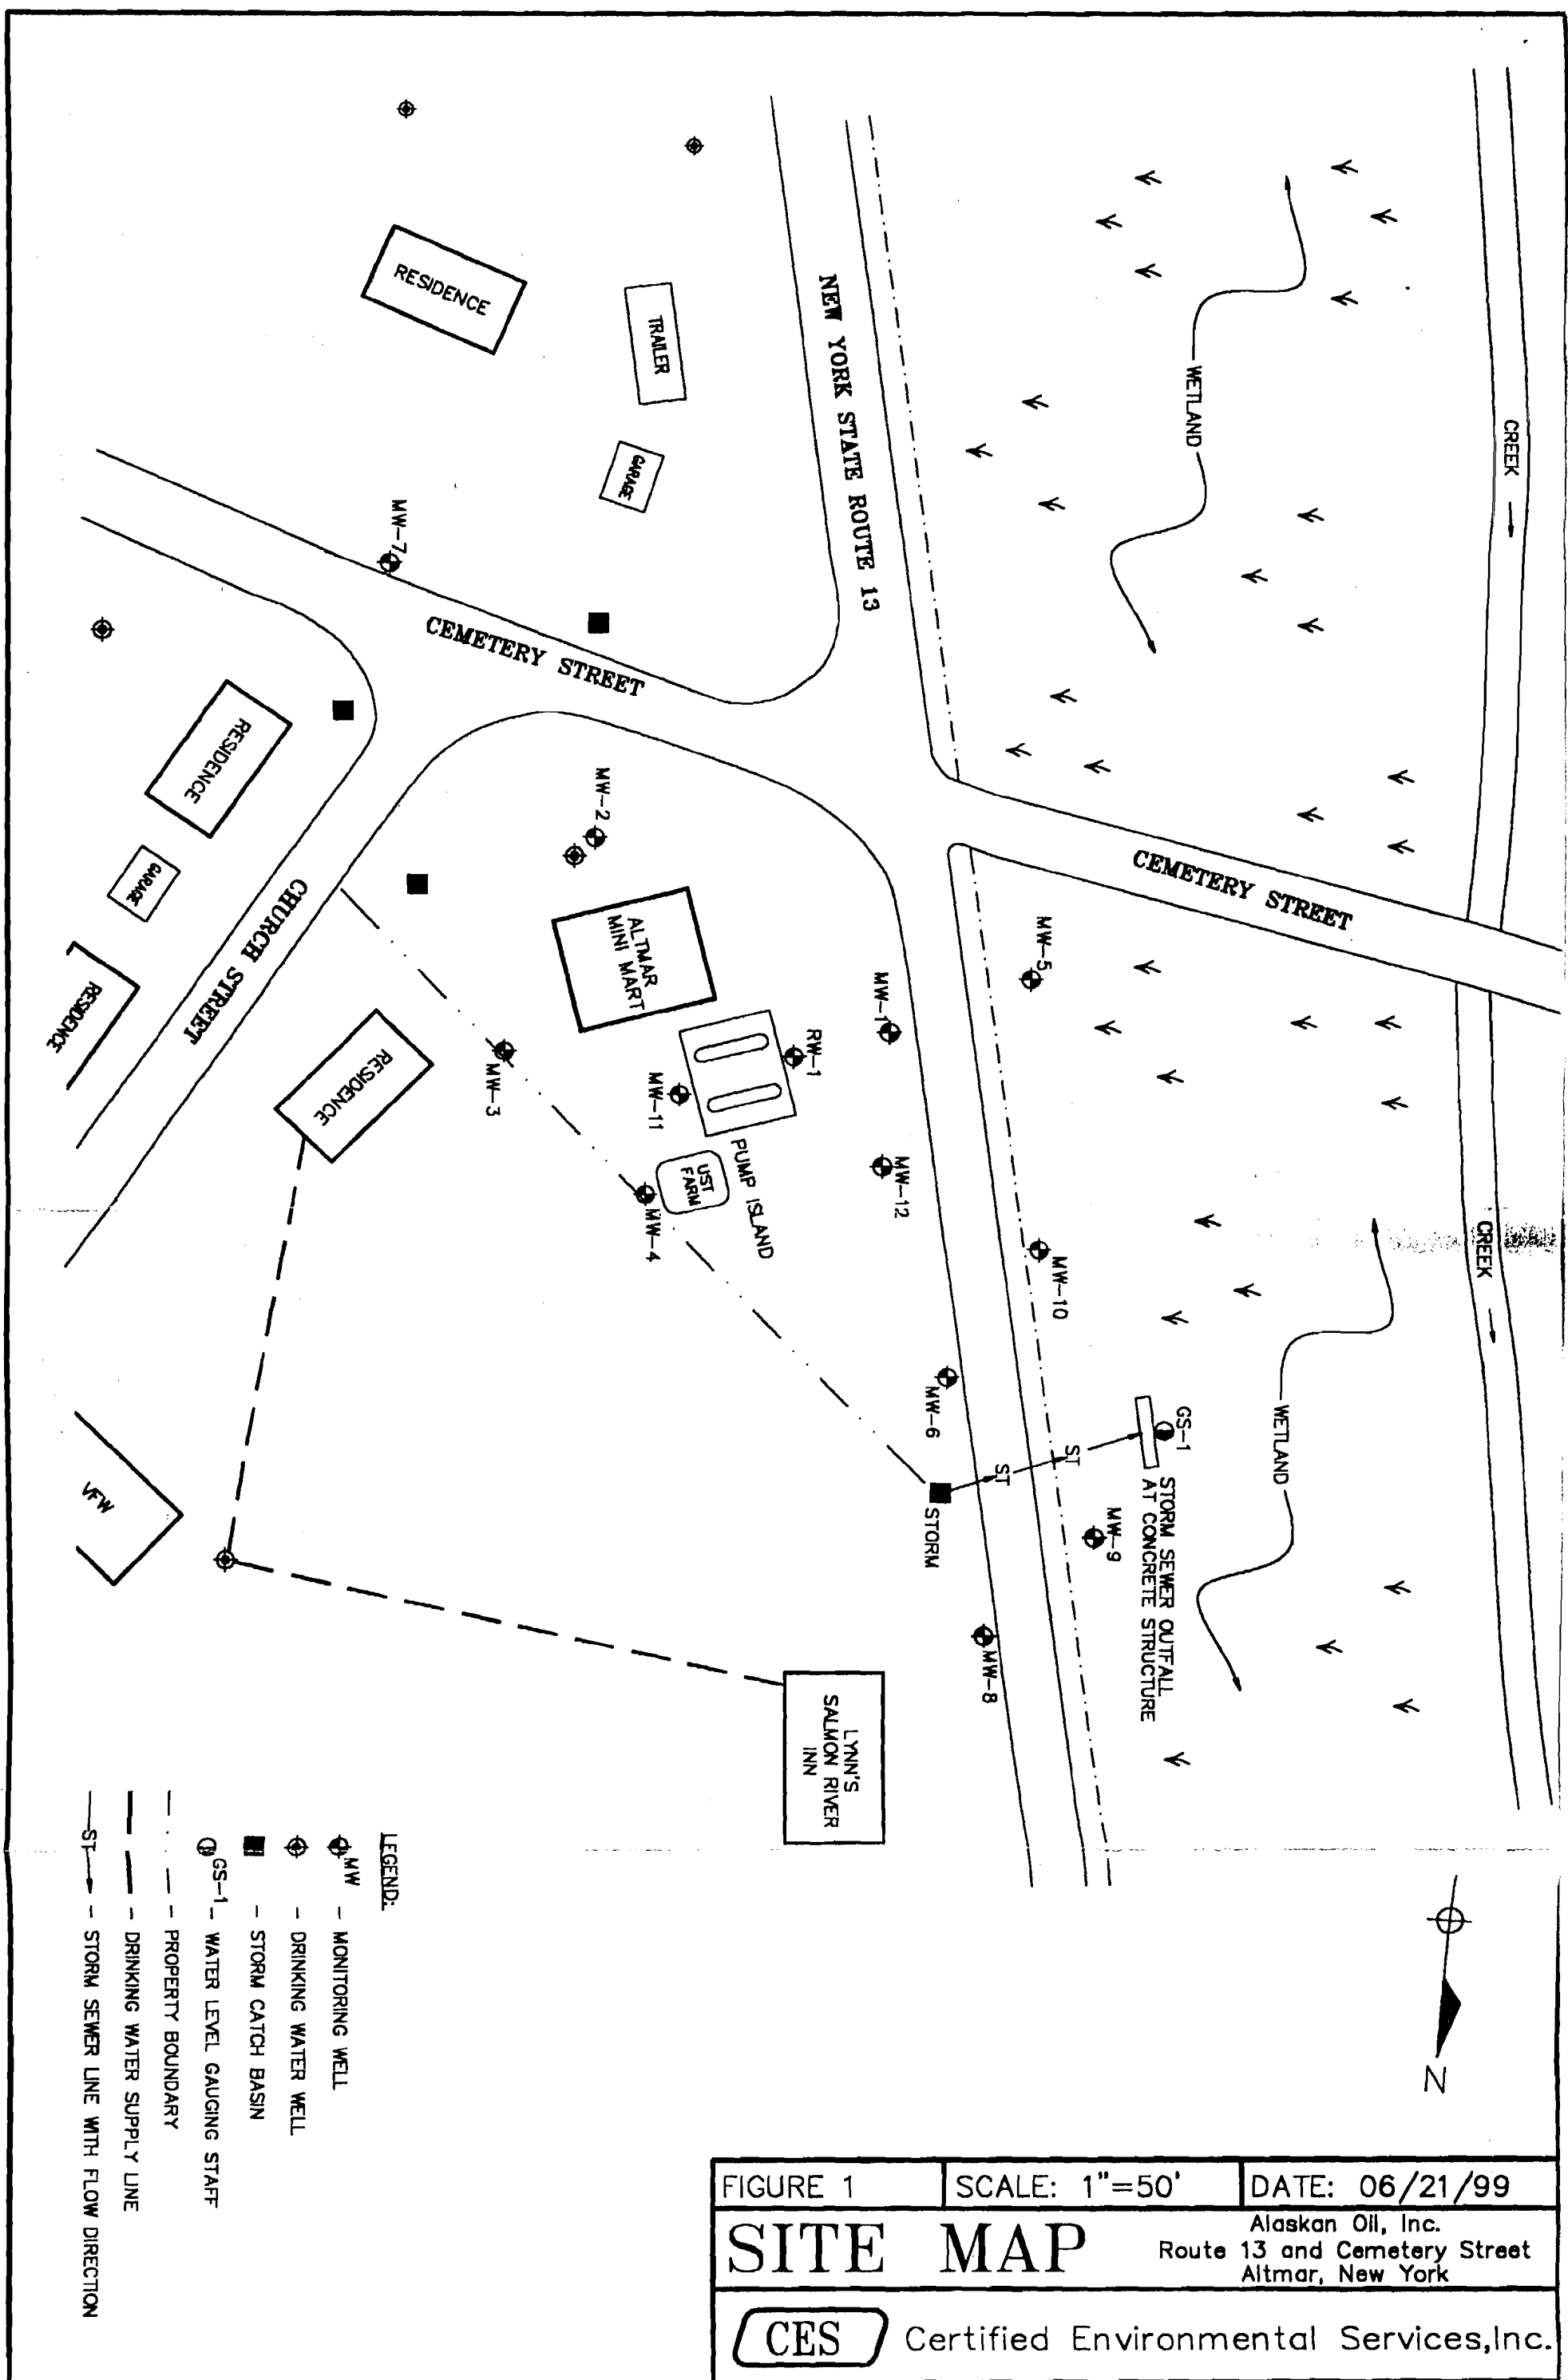 CREEK
WETLAND
NEW YORK STATE ROUTE 13
RESIDENCE
TRAILER
GARAGE
MW-7
CEMETERY STREET
CEMETERY STREET
RESIDENCE
GARAGE
RESIDENCE
CHURCH STREET
RESIDENCE
MW-2
ALTMAR
MINI MART
MW-3
MW-11
RW-1
MW-1
MW-5
MW-12
PUMP ISLAND
UST
FARM
MW-4
MW-10
MW-6
CREEK
WETLAND
GS-1
ST
ST
STORM
STORM SEWER OUTFALL
AT CONCRETE STRUCTURE
MW-9
MW-8
VFW
LYNN'S
SALMON RIVER
INN
LEGEND:
MW - MONITORING WELL
- DRINKING WATER WELL
- STORM CATCH BASIN
GS-1 - WATER LEVEL GAUGING STAFF
- PROPERTY BOUNDARY
- DRINKING WATER SUPPLY LINE
ST - STORM SEWER LINE WITH FLOW DIRECTION
N
FIGURE 1
SCALE: 1"=50'
DATE: 06/21/99
SITE MAP
Alaskan Oil, Inc.
Route 13 and Cemetery Street
Altmar, New York
CES Certified Environmental Services,Inc.